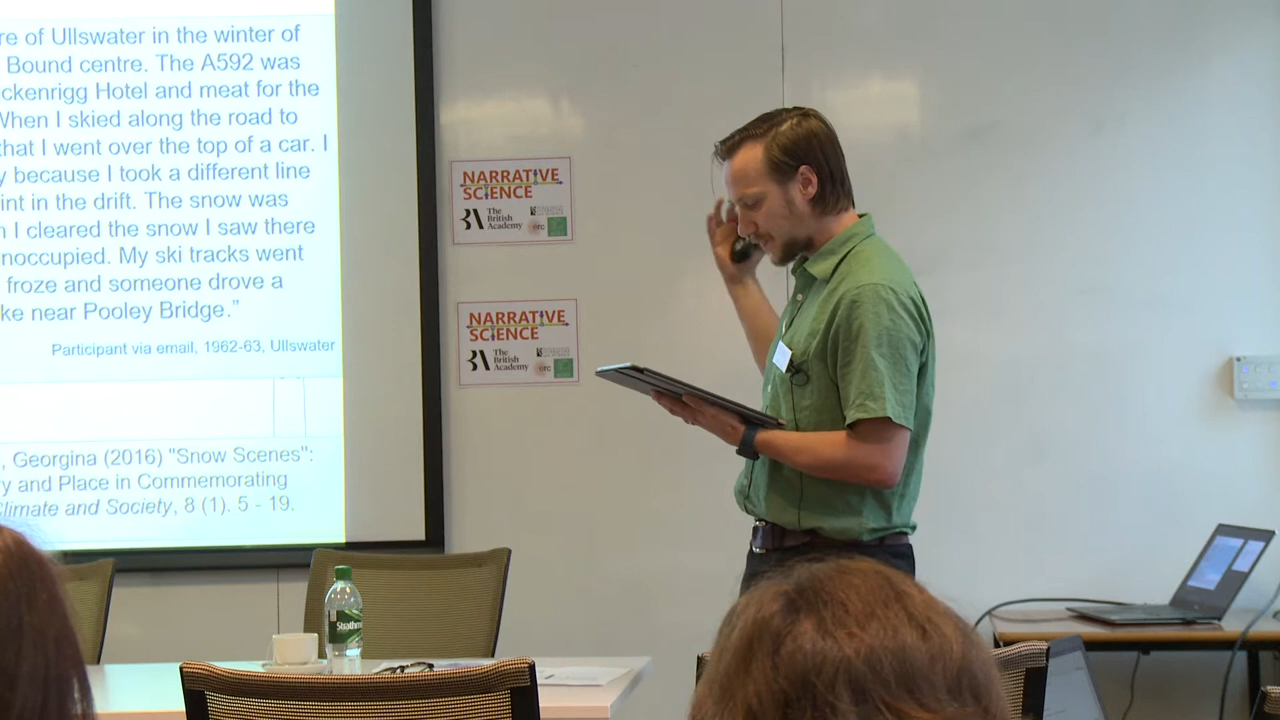 re of Ullswater in the winter of
Bound centre. The A592 was
ckenrigg Hotel and meat for the
When I skied along the road to
that I went over the top of a car. I
y because I took a different line
int in the drift. The snow was
n I cleared the snow I saw there
noccupied. My ski tracks went
froze and someone drove a
ke near Pooley Bridge."
Participant via email, 1962-63, Ullswater
, Georgina (2016) "Snow Scenes":
ry and Place in Commemorating
Climate and Society, 8 (1). 5 - 19.
NARRATIVE
SCIENCE
The
British
Academy
erc
NARRATIVE
SCIENCE
The
British
Academy
erc
Strathm